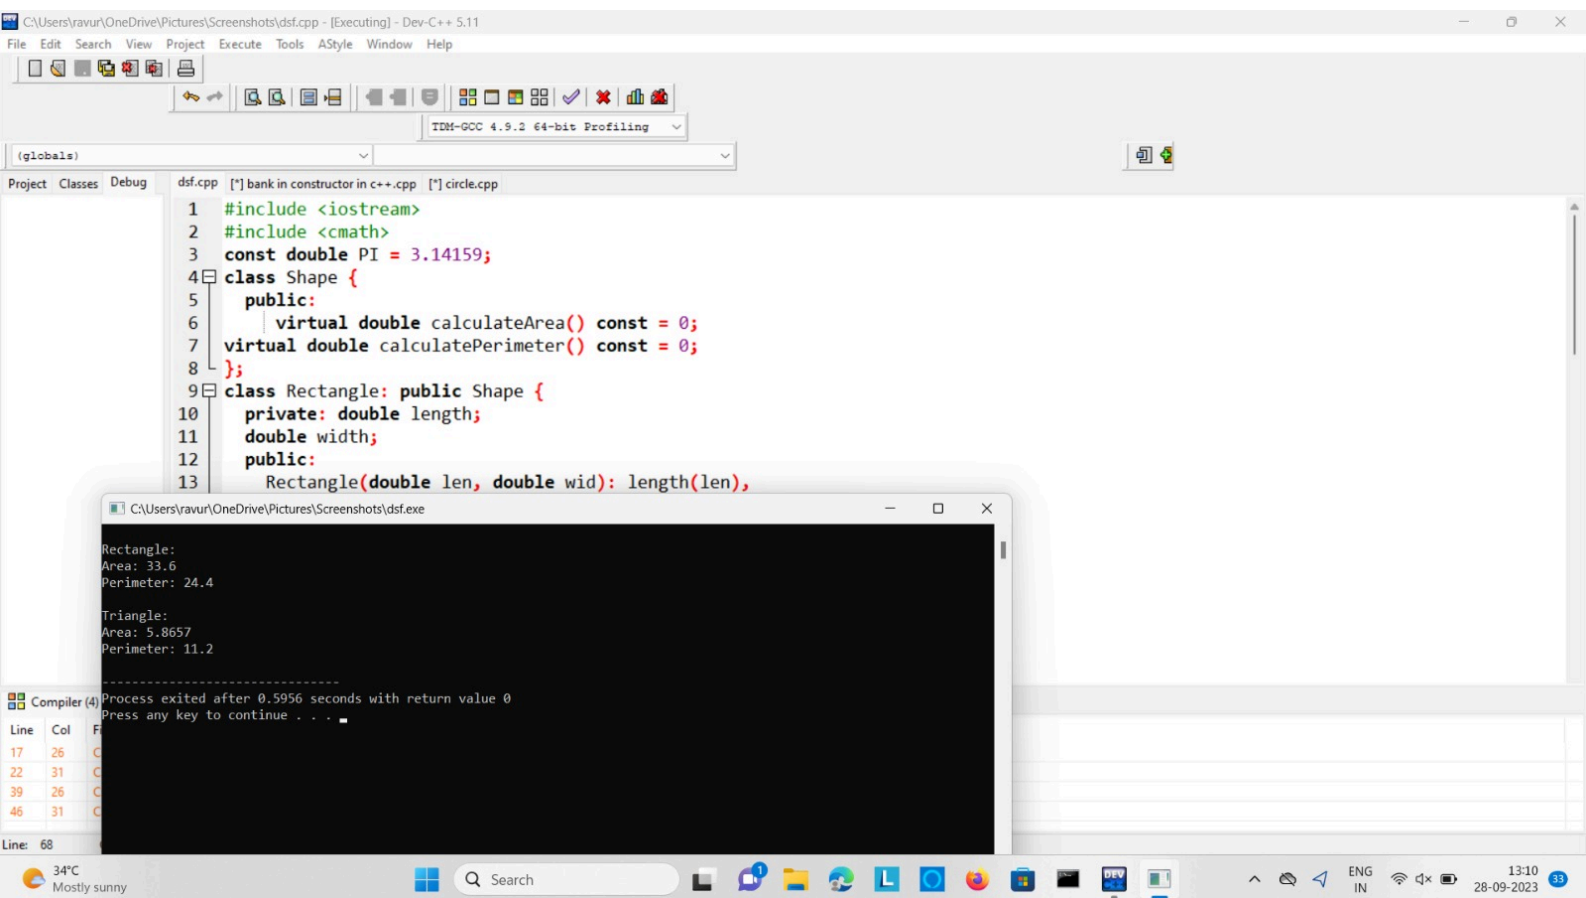 C:\Users\ravur\OneDrive\Pictures\Screenshots\dsf.cpp - [Executing] - Dev-C++ 5.11
File Edit Search View Project Execute Tools AStyle Window Help
TDM-GCC 4.9.2 64-bit Profiling
(globals)
Project Classes Debug
dsf.cpp [*] bank in constructor in c++.cpp [*] circle.cpp
1 #include <iostream>
2 #include <cmath>
3 const double PI = 3.14159;
4 class Shape {
5 public:
6 virtual double calculateArea() const = 0;
7 virtual double calculatePerimeter() const = 0;
8 };
9 class Rectangle: public Shape {
10 private: double length;
11 double width;
12 public:
13 Rectangle(double len, double wid): length(len),
C:\Users\ravur\OneDrive\Pictures\Screenshots\dsf.exe
Rectangle:
Area: 33.6
Perimeter: 24.4
Triangle:
Area: 5.8657
Perimeter: 11.2
--------------------------------
Process exited after 0.5956 seconds with return value 0
Press any key to continue . . .
Compiler (4)
Line Col
17 26
22 31
39 26
46 31
Line: 68
34°C
Mostly sunny
Search
1
L
DEV
ENG
IN
13:10
28-09-2023
33